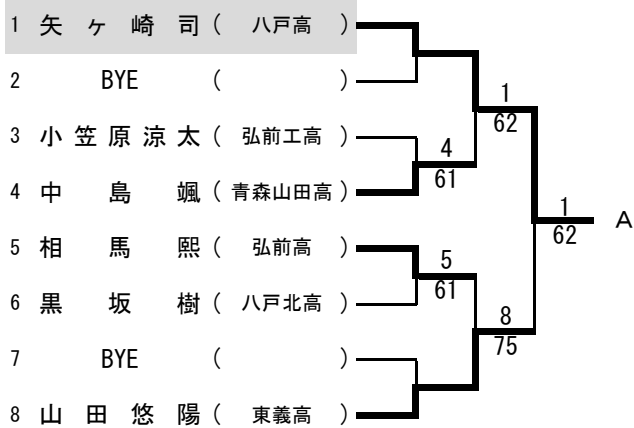 1 矢ヶ崎司 ( 八戸高 )
2 BYE ( )
1
62
3 小笠原涼太 ( 弘前工高 )
4
61
4 中島颯 ( 青森山田高 )
1
62
A
5 相馬熙 ( 弘前高 )
5
61
6 黒坂樹 ( 八戸北高 )
8
75
7 BYE ( )
8 山田悠陽 ( 東義高 )